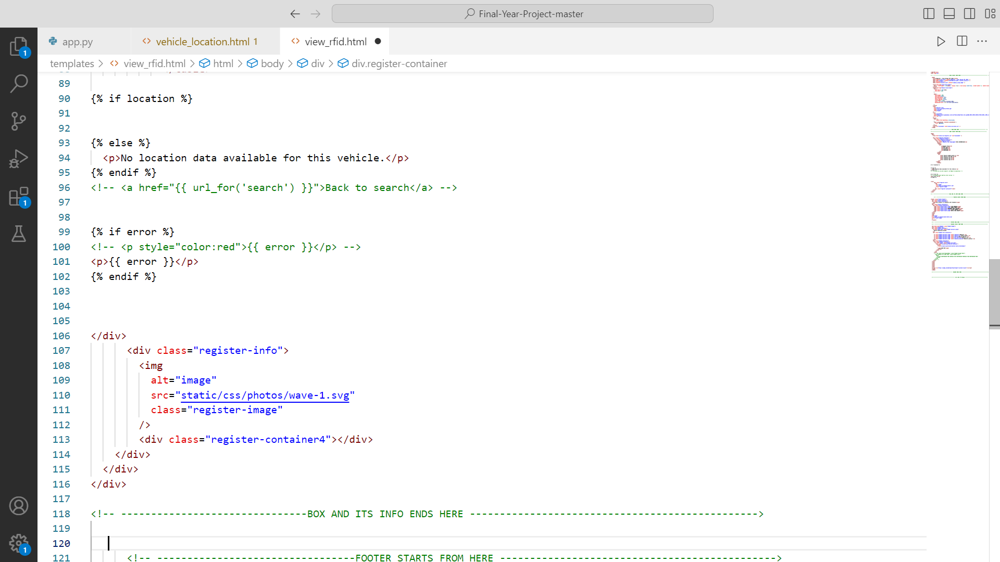 Final-Year-Project-master
app.py
vehicle_location.html 1
view_rfid.html
templates > view_rfid.html > html > body > div > div.register-container
89
90 {% if location %}
91
92
93 {% else %}
94 <p>No location data available for this vehicle.</p>
95 {% endif %}
96 <!-- <a href="{{ url_for('search') }}">Back to search</a> -->
97
98
99 {% if error %}
100 <!-- <p style="color:red">{{ error }}</p> -->
101 <p>{{ error }}</p>
102 {% endif %}
103
104
105
106 </div>
107 <div class="register-info">
108 <img
109 alt="image"
110 src="static/css/photos/wave-1.svg"
111 class="register-image"
112 />
113 <div class="register-container4"></div>
114 </div>
115 </div>
116 </div>
117
118 <!-- -------------------------------BOX AND ITS INFO ENDS HERE ------------------------------------------------>
119
120
121 <!-- ---------------------------------FOOTER STARTS FROM HERE ---------------------------------------------->
1
1
1